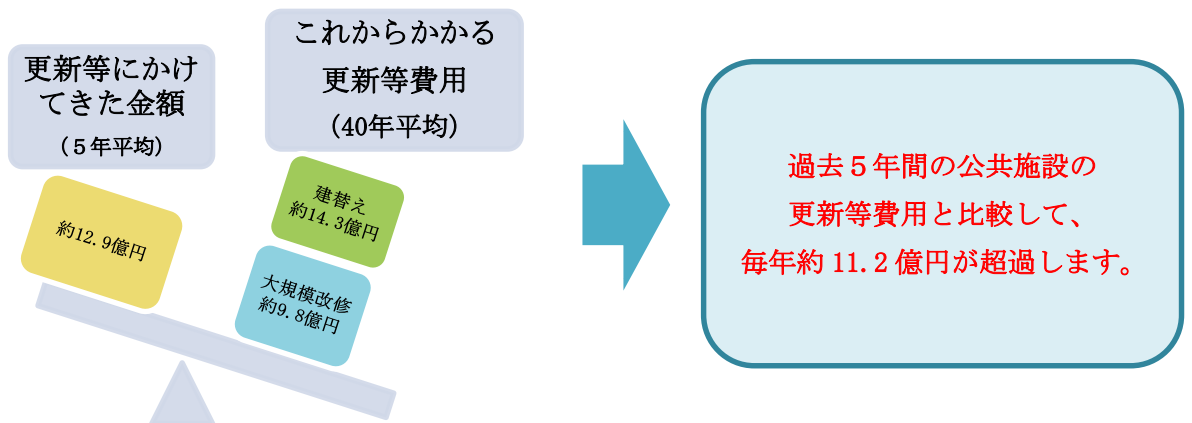 更新等にかけ
てきた金額
(５年平均)
これからかかる
更新等費用
(40年平均)
約12.9億円
建替え
約14.3億円
大規模改修
約9.8億円
過去５年間の公共施設の
更新等費用と比較して、
毎年約 11.2 億円が超過します。